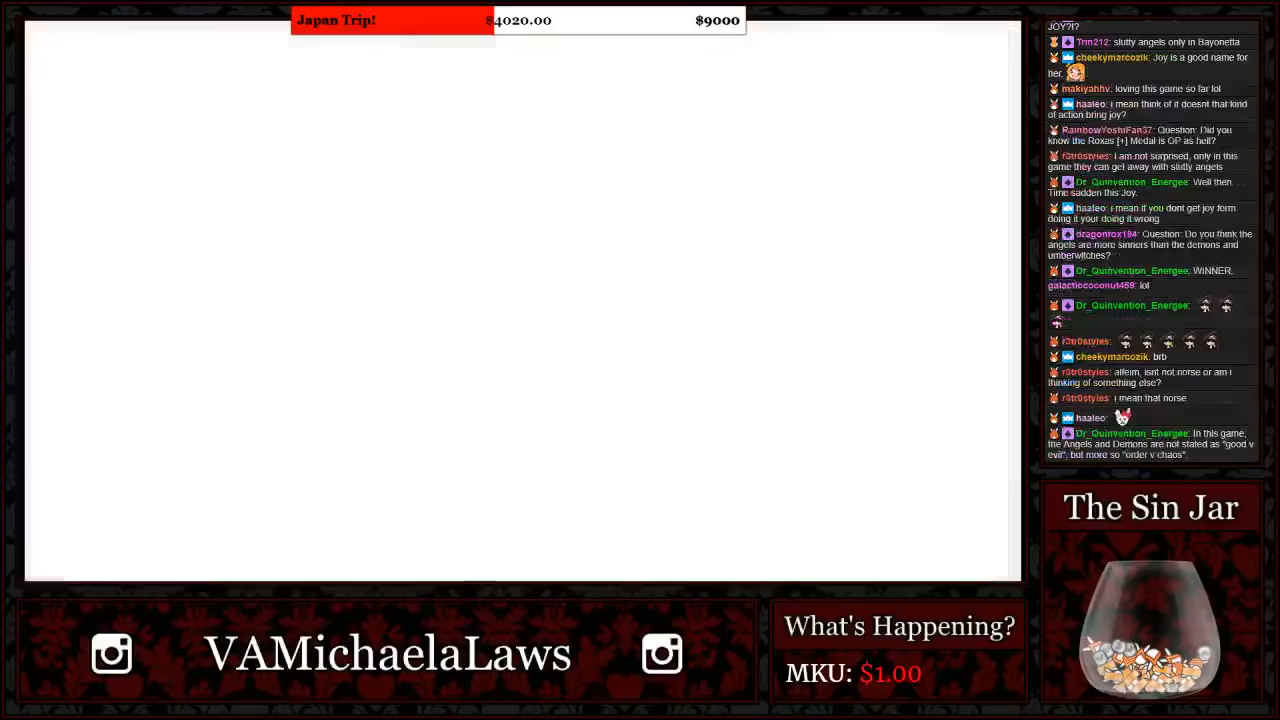 Japan Trip! $4020.00 $9000
JOY?!?
Trin212: slutty angels only in Bayonetta
cheekymarcozik: Joy is a good name for
her.
makiyahhv: loving this game so far lol
haaleo: i mean think of it doesnt that kind
of action bring joy?
RainbowYoshiFan37: Question: Did you
know the Roxas [+] Medal is OP as hell?
r3tr0styles: i am not surprised, only in this
game they can get away with slutty angels
Dr_Quinvention_Energee: Well then. . .
Time sadden this Joy.
haaleo: i mean if you dont get joy form
doing it your doing it wrong
dragonrox194: Question: Do you think the
angels are more sinners than the demons and
umberwitches?
Dr_Quinvention_Energee: WINNER.
galacticcoconut459: lol
Dr_Quinvention_Energee:
r3tr0styles:
cheekymarcozik: brb
r3tr0styles: alfeim, isnt not norse or am i
thinking of something else?
r3tr0styles: i mean that norse
haaleo:
Dr_Quinvention_Energee: In this game,
the Angels and Demons are not stated as "good v
evil", but more so "order v chaos".
The Sin Jar
VAMichaelaLaws
What's Happening?
MKU: $1.00